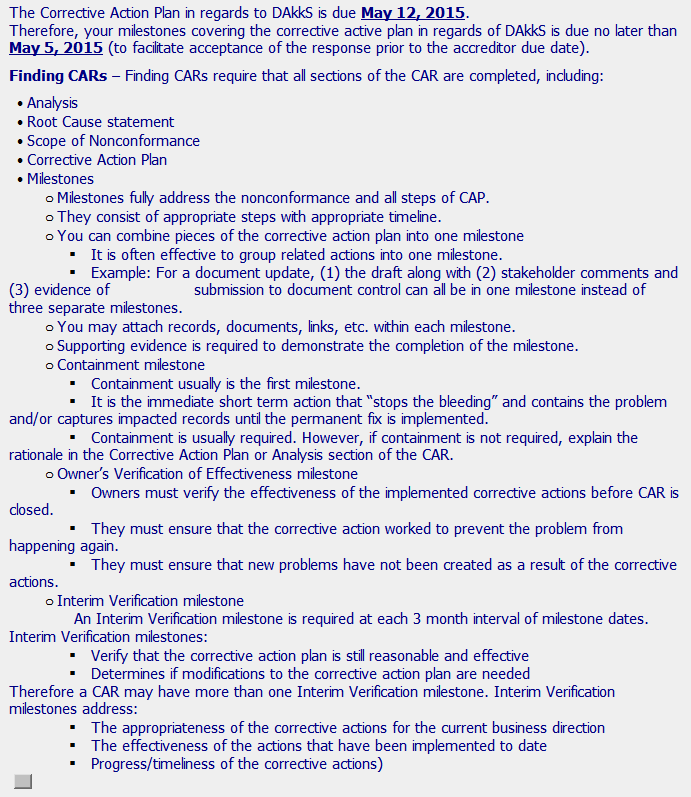 The Corrective Action Plan in regards to DAkkS is due May 12, 2015.
Therefore, your milestones covering the corrective active plan in regards of DAkkS is due no later than
May 5, 2015 (to facilitate acceptance of the response prior to the accreditor due date).
Finding CARs – Finding CARs require that all sections of the CAR are completed, including:
• Analysis
• Root Cause statement
• Scope of Nonconformance
• Corrective Action Plan
• Milestones
o Milestones fully address the nonconformance and all steps of CAP.
o They consist of appropriate steps with appropriate timeline.
o You can combine pieces of the corrective action plan into one milestone
▪ It is often effective to group related actions into one milestone.
▪ Example: For a document update, (1) the draft along with (2) stakeholder comments and
(3) evidence of submission to document control can all be in one milestone instead of
three separate milestones.
o You may attach records, documents, links, etc. within each milestone.
o Supporting evidence is required to demonstrate the completion of the milestone.
o Containment milestone
▪ Containment usually is the first milestone.
▪ It is the immediate short term action that “stops the bleeding” and contains the problem
and/or captures impacted records until the permanent fix is implemented.
▪ Containment is usually required. However, if containment is not required, explain the
rationale in the Corrective Action Plan or Analysis section of the CAR.
o Owner’s Verification of Effectiveness milestone
▪ Owners must verify the effectiveness of the implemented corrective actions before CAR is
closed.
▪ They must ensure that the corrective action worked to prevent the problem from
happening again.
▪ They must ensure that new problems have not been created as a result of the corrective
actions.
o Interim Verification milestone
An Interim Verification milestone is required at each 3 month interval of milestone dates.
Interim Verification milestones:
▪ Verify that the corrective action plan is still reasonable and effective
▪ Determines if modifications to the corrective action plan are needed
Therefore a CAR may have more than one Interim Verification milestone. Interim Verification
milestones address:
▪ The appropriateness of the corrective actions for the current business direction
▪ The effectiveness of the actions that have been implemented to date
▪ Progress/timeliness of the corrective actions)